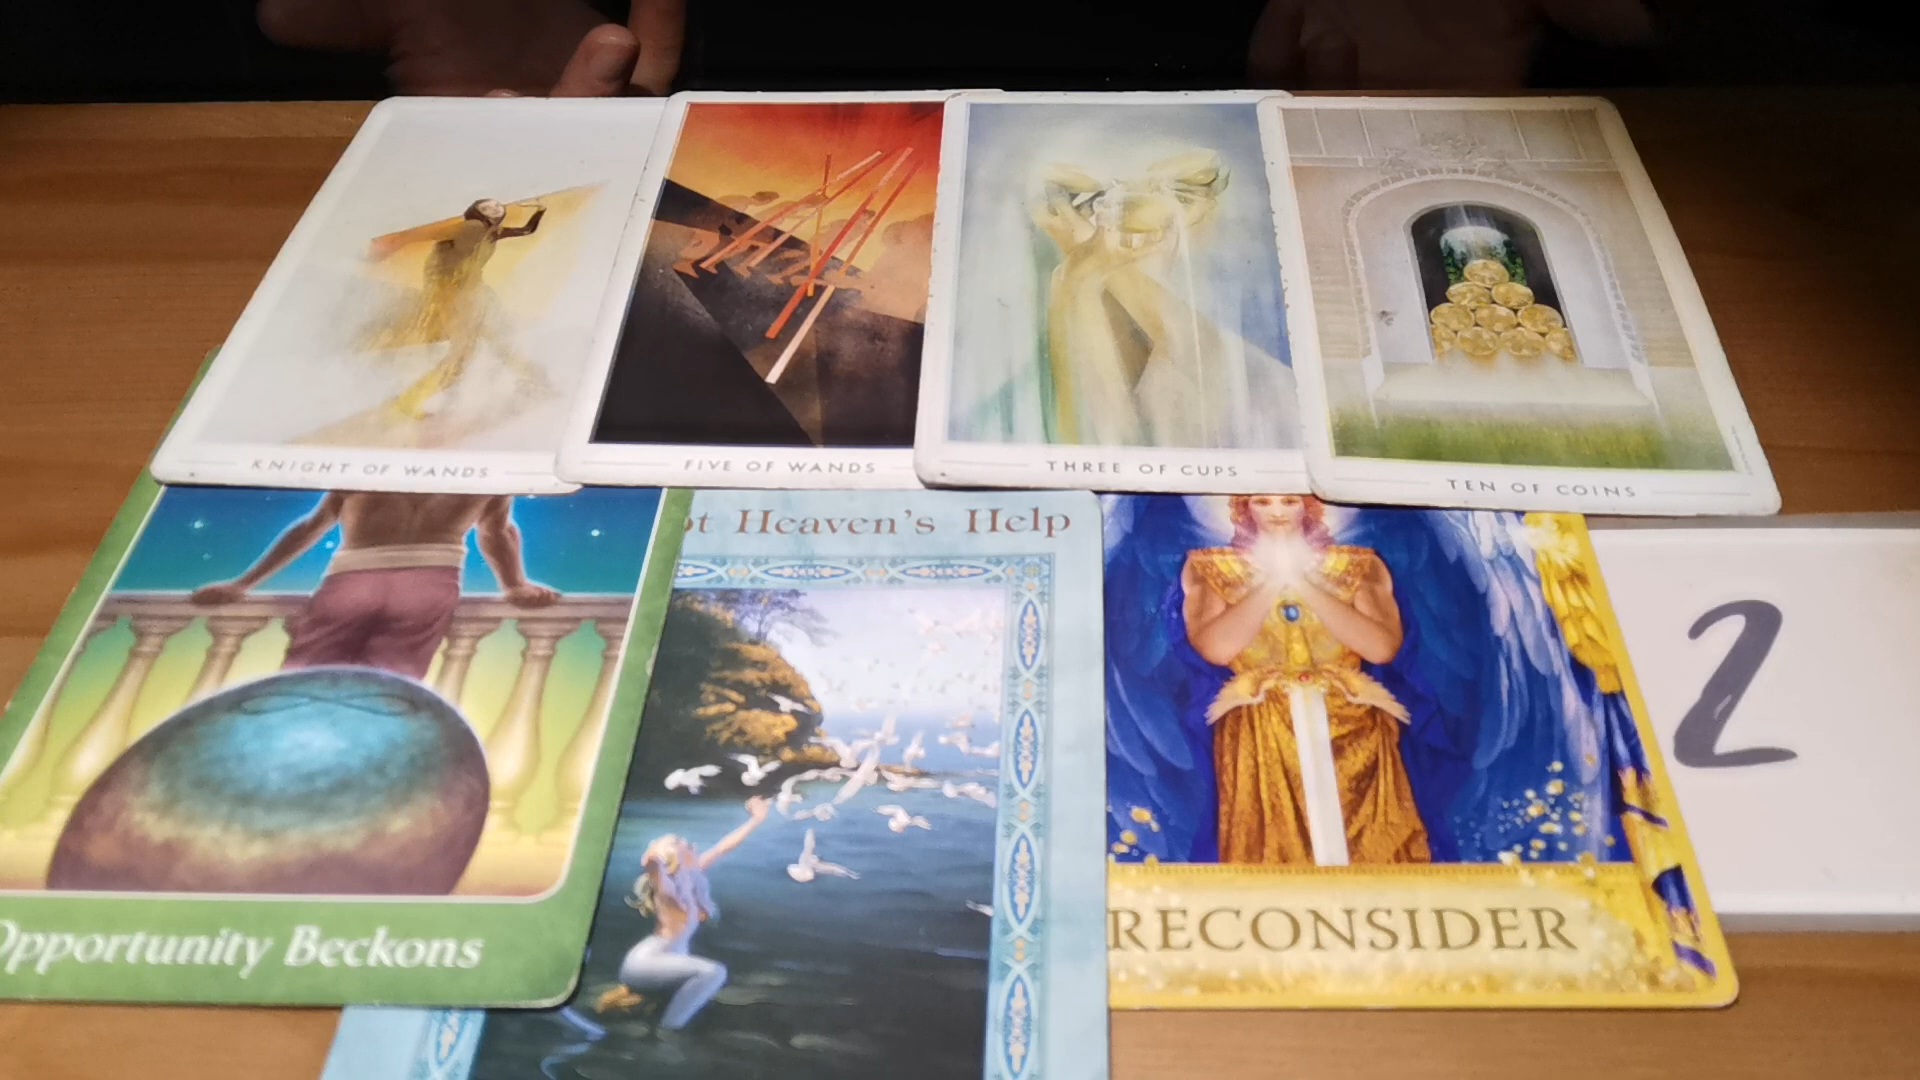 KNIGHT OF WANDS
FIVE OF WANDS
THREE OF CUPS
TEN OF COINS
Opportunity Beckons
Heaven's Help
RECONSIDER
2